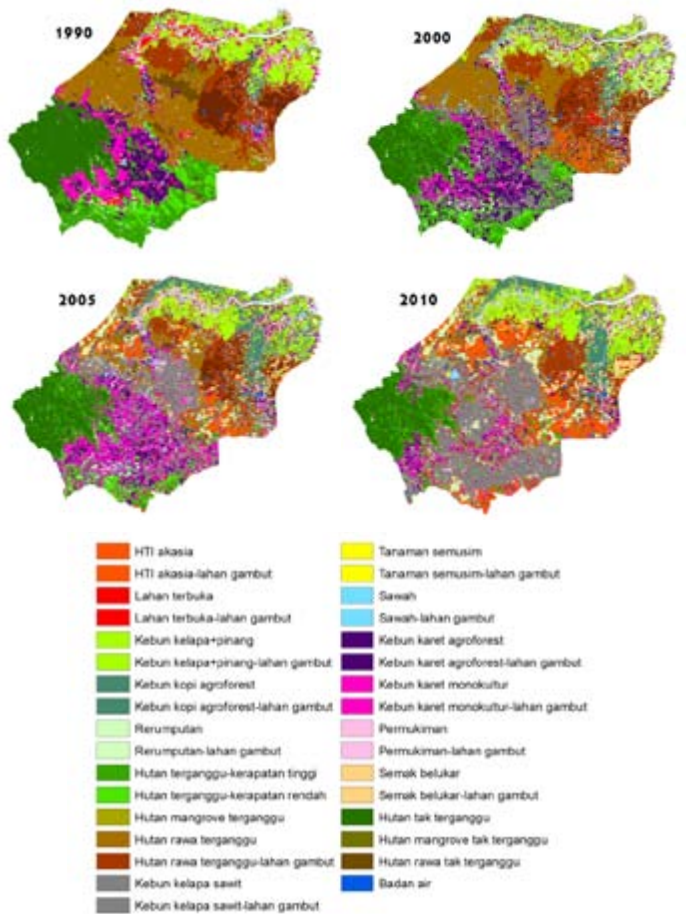 1990
2000
2005
2010
HTI akasia
HTI akasia-lahan gambut
Lahan terbuka
Lahan terbuka-lahan gambut
Kebun kelapa+pinang
Kebun kelapa+pinang-lahan gambut
Kebun kopi agroforest
Kebun kopi agroforest-lahan gambut
Rerumputan
Rerumputan-lahan gambut
Hutan terganggu-kerapatan tinggi
Hutan terganggu-kerapatan rendah
Hutan mangrove terganggu
Hutan rawa terganggu
Hutan rawa terganggu-lahan gambut
Kebun kelapa sawit
Kebun kelapa sawit-lahan gambut
Tanaman semusim
Tanaman semusim-lahan gambut
Sawah
Sawah-lahan gambut
Kebun karet agroforest
Kebun karet agroforest-lahan gambut
Kebun karet monokultur
Kebun karet monokultur-lahan gambut
Permukiman
Permukiman-lahan gambut
Semak belukar
Semak belukar-lahan gambut
Hutan tak terganggu
Hutan mangrove tak terganggu
Hutan rawa tak terganggu
Badan air